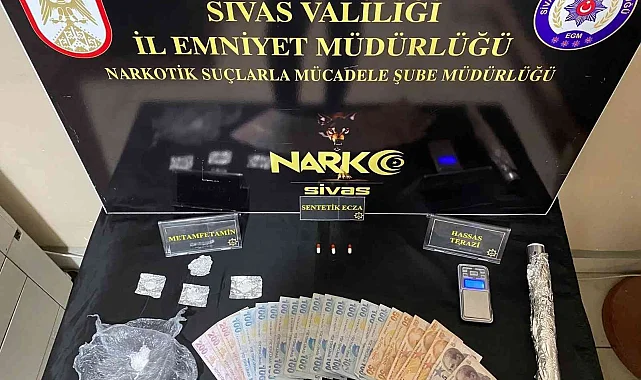 SİVAS VALİLİĞİ
İL EMNİYET MÜDÜRLÜĞÜ
NARKOTİK SUÇLARLA MÜCADELE ŞUBE MÜDÜRLÜĞÜ
EGM
NARKO
sivas
SENTETİK ECZA
METAMFETAMİN
HASSAS
TERAZİ